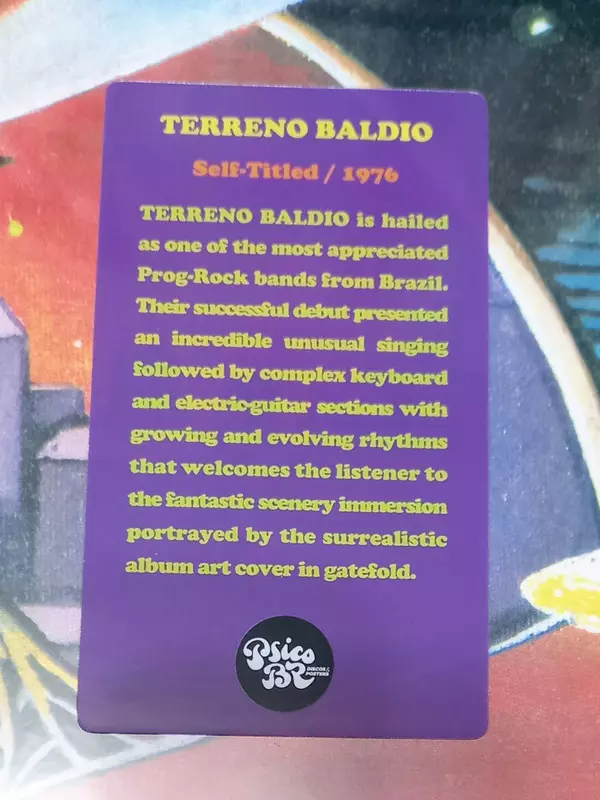 TERRENO BALDIO
Self-Titled / 1976
TERRENO BALDIO is hailed
as one of the most appreciated
Prog-Rock bands from Brazil.
Their successful debut presented
an incredible unusual singing
followed by complex keyboard
and electric-guitar sections with
growing and evolving rhythms
that welcomes the listener to
the fantastic scenery immersion
portrayed by the surrealistic
album art cover in gatefold.
Psico
BR
DISCOS &
POSTERS